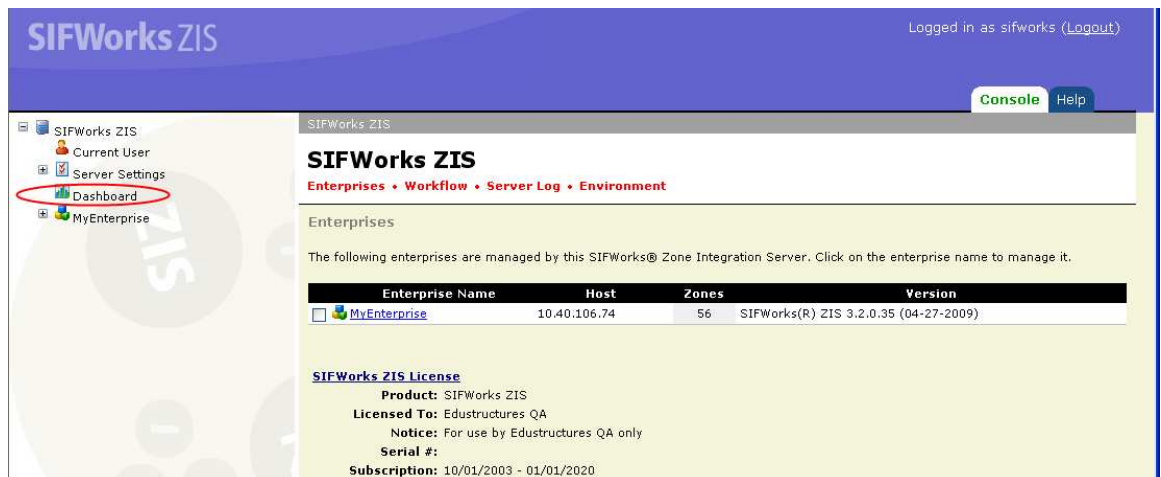 SIFWorks ZIS
Logged in as sifworks (Logout)
Console Help
SIFWorks ZIS
Current User
Server Settings
Dashboard
MyEnterprise
ZIS
SIFWorks ZIS
SIFWorks ZIS
Enterprises • Workflow • Server Log • Environment
Enterprises
The following enterprises are managed by this SIFWorks® Zone Integration Server. Click on the enterprise name to manage it.
Enterprise Name Host Zones Version
MyEnterprise 10.40.106.74 56 SIFWorks(R) ZIS 3.2.0.35 (04-27-2009)
SIFWorks ZIS License
Product: SIFWorks ZIS
Licensed To: Edustructures QA
Notice: For use by Edustructures QA only
Serial #:
Subscription: 10/01/2003 - 01/01/2020